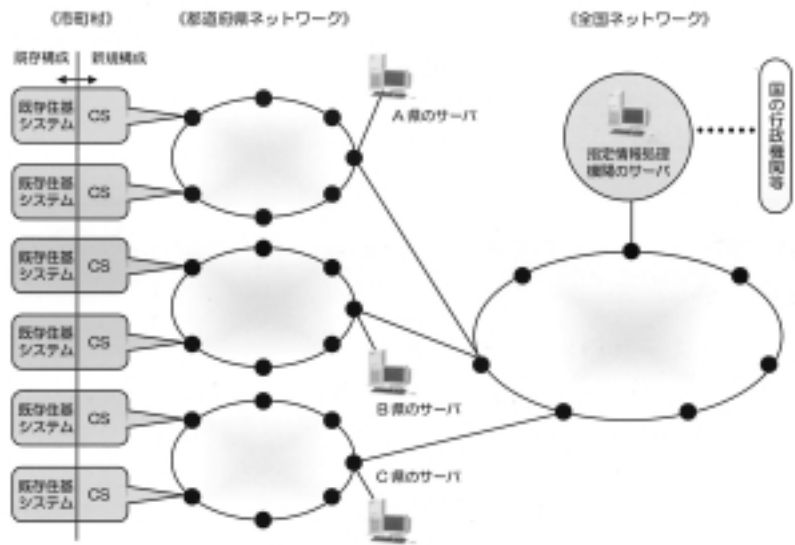 《市町村》
《都道府県ネットワーク》
《全国ネットワーク》
既存構成
新規構成
既存住基
システム
CS
既存住基
システム
CS
既存住基
システム
CS
既存住基
システム
CS
既存住基
システム
CS
既存住基
システム
CS
A県のサーバ
B県のサーバ
C県のサーバ
指定情報処理
機関のサーバ
国の行政機関等